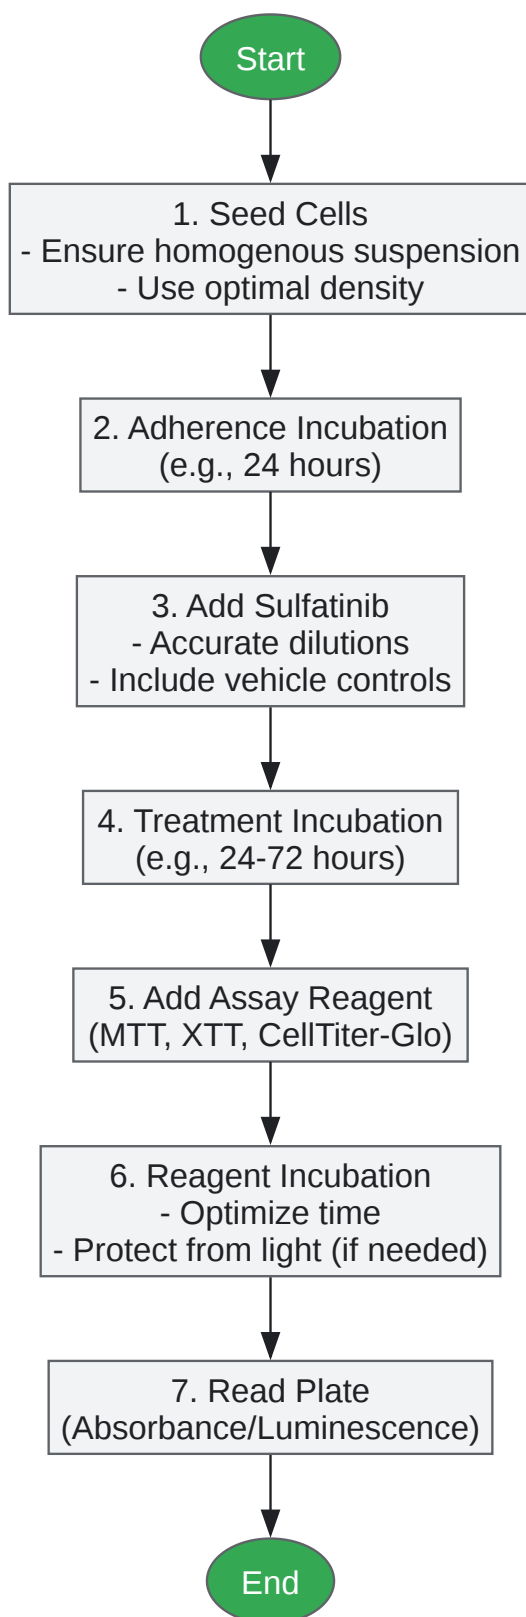 Start
1. Seed Cells
- Ensure homogenous suspension
- Use optimal density
2. Adherence Incubation
(e.g., 24 hours)
3. Add Sulfatinib
- Accurate dilutions
- Include vehicle controls
4. Treatment Incubation
(e.g., 24-72 hours)
5. Add Assay Reagent
(MTT, XTT, CellTiter-Glo)
6. Reagent Incubation
- Optimize time
- Protect from light (if needed)
7. Read Plate
(Absorbance/Luminescence)
End